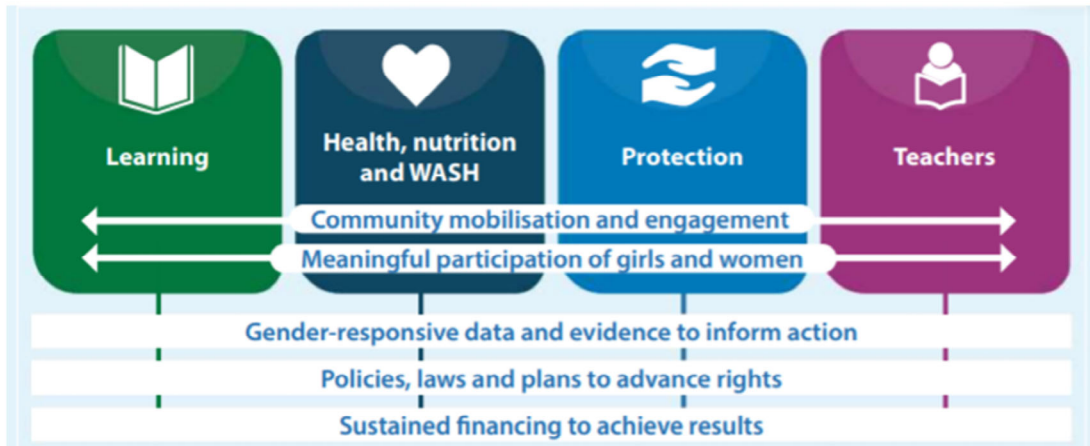 Learning
Health, nutrition
and WASH
Protection
Teachers
Community mobilisation and engagement
Meaningful participation of girls and women
Gender-responsive data and evidence to inform action
Policies, laws and plans to advance rights
Sustained financing to achieve results